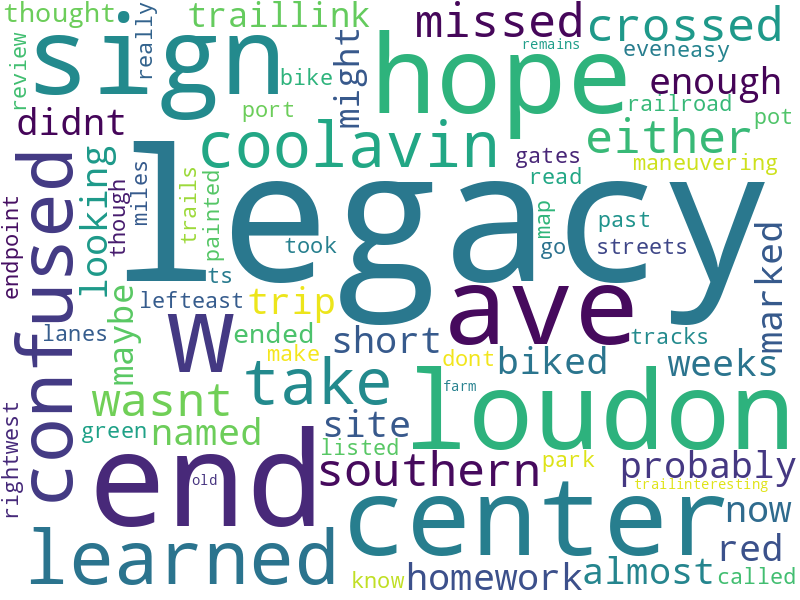 thought
review
really
traillink
bike
port
might
missed
crossed
remains
eveneasy
sign
hope
enough
railroad
pot
didnt
coolavin
either
gates
maneuvering
read
confused
looking
though
miles
trails
painted
legacy
took
map
go
past
streets
endpoint
ts
lefteast
trip
ave
marked
lanes
maybe
w
ended
make
short
dont
biked
tracks
weeks
farm
take
loudon
wasnt
green
named
site
listed
rightwest
end
old
southern
park
probably
trailinteresting
center
now
learned
know
homework
almost
red
called